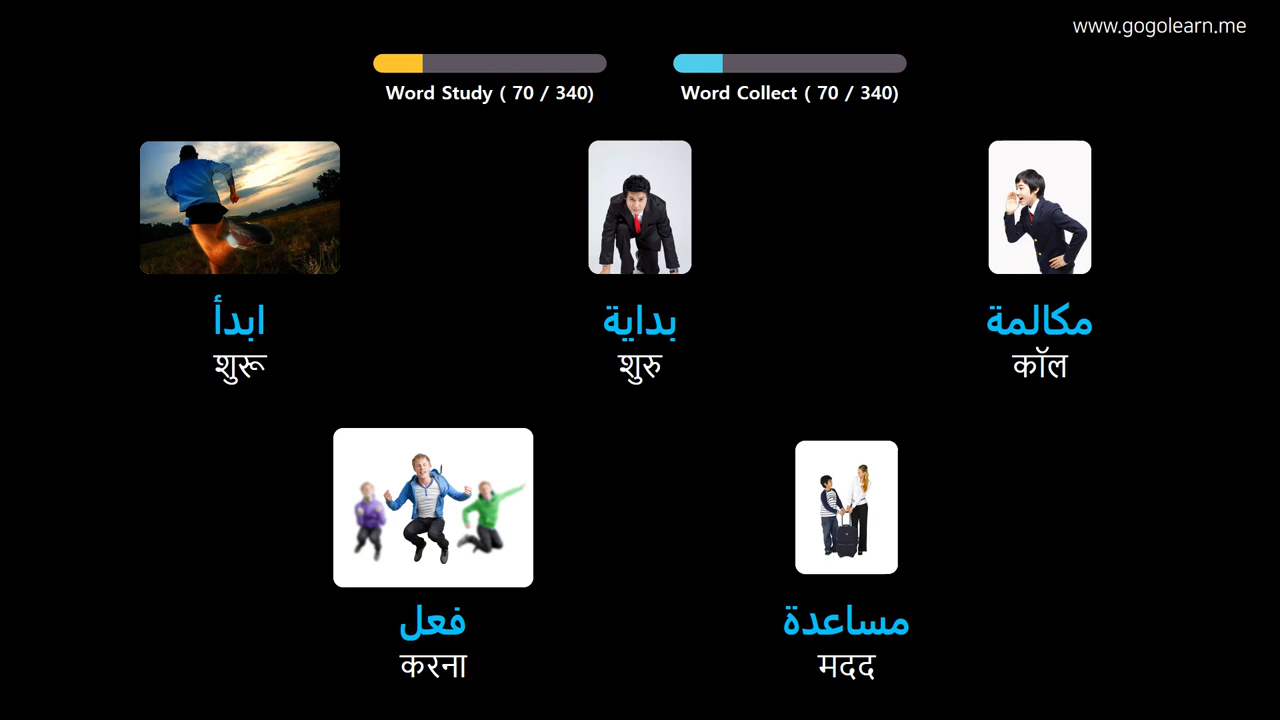 www.gogolearn.me
Word Study ( 70 / 340)
Word Collect ( 70 / 340)
ابدأ
शुरू
بداية
शुरु
مكالمة
कॉल
فعل
करना
مساعدة
मदद